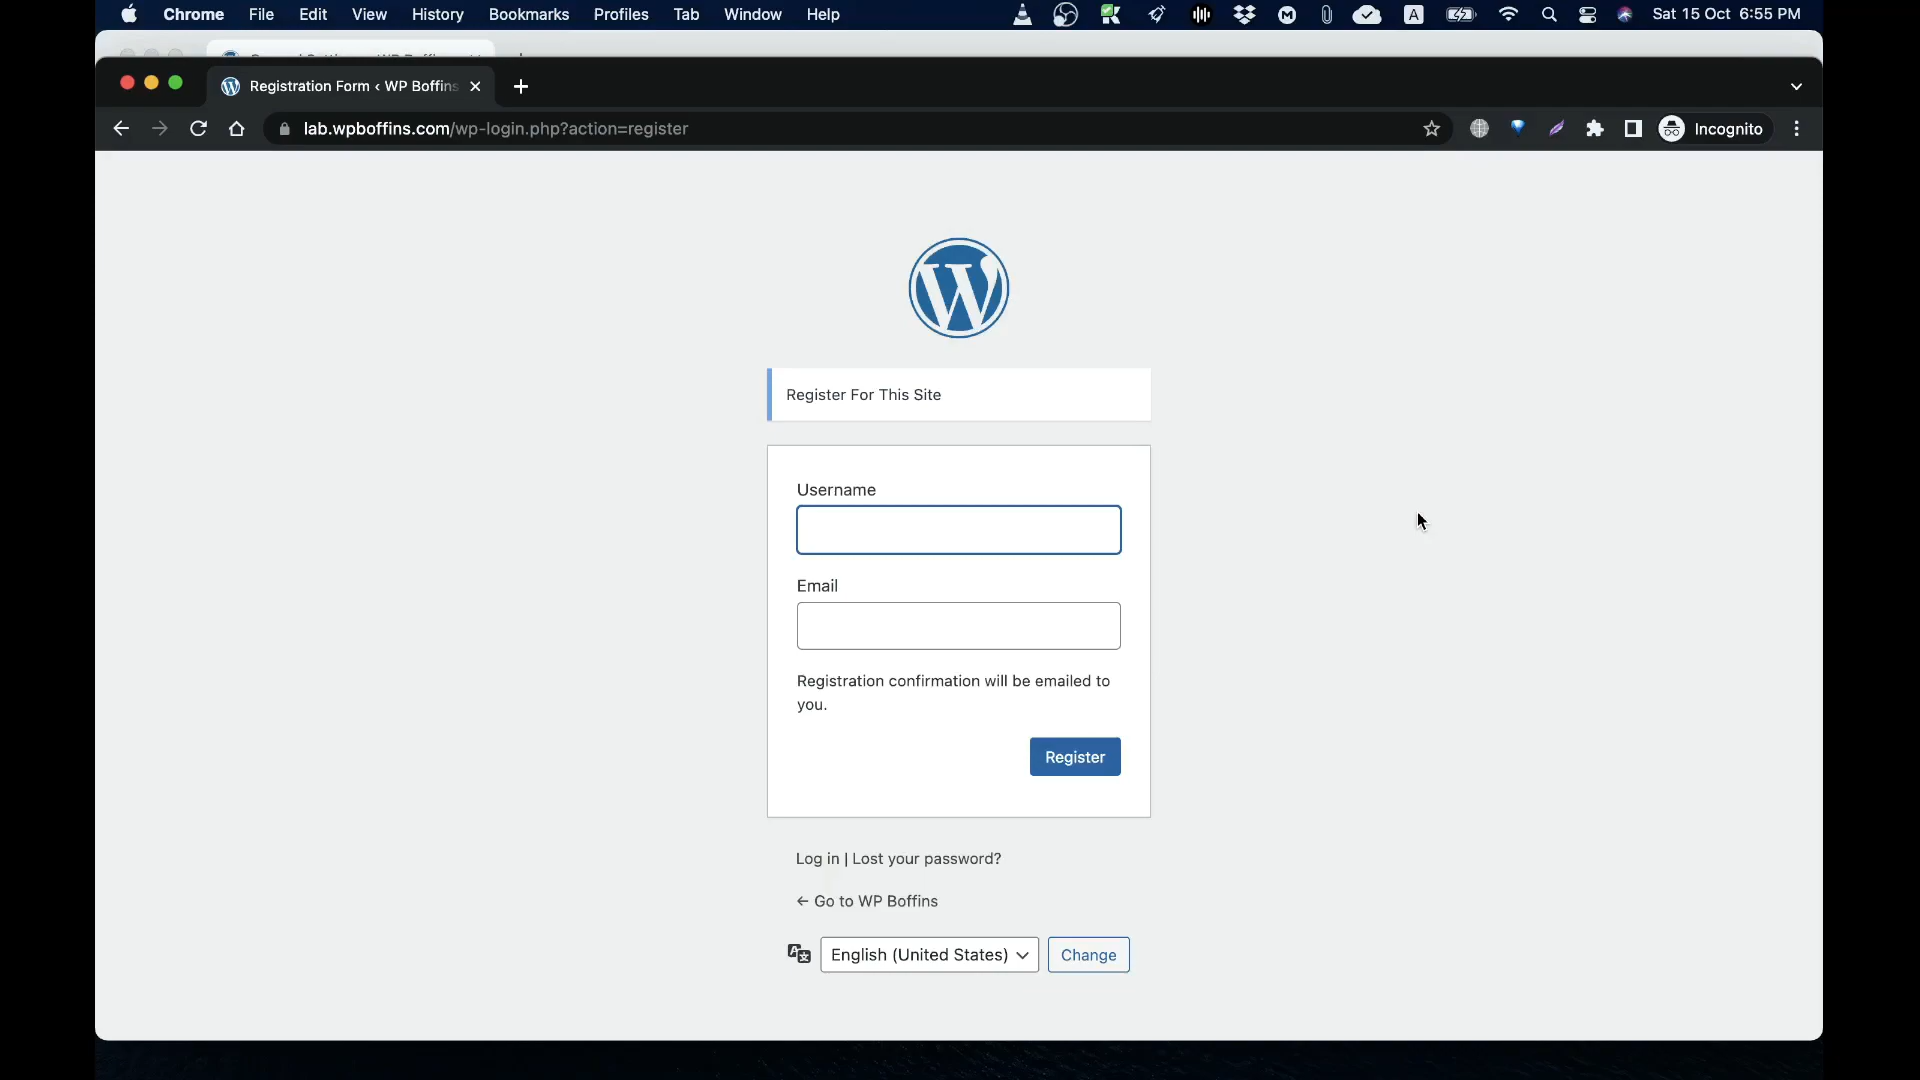 Chrome File Edit View History Bookmarks Profiles Tab Window Help A Sat 15 Oct 6:55 PM
Registration Form ‹ WP Boffins
lab.wpboffins.com/wp-login.php?action=register Incognito
Register For This Site
Username
Email
Registration confirmation will be emailed to
you.
Register
Log in | Lost your password?
← Go to WP Boffins
English (United States) Change